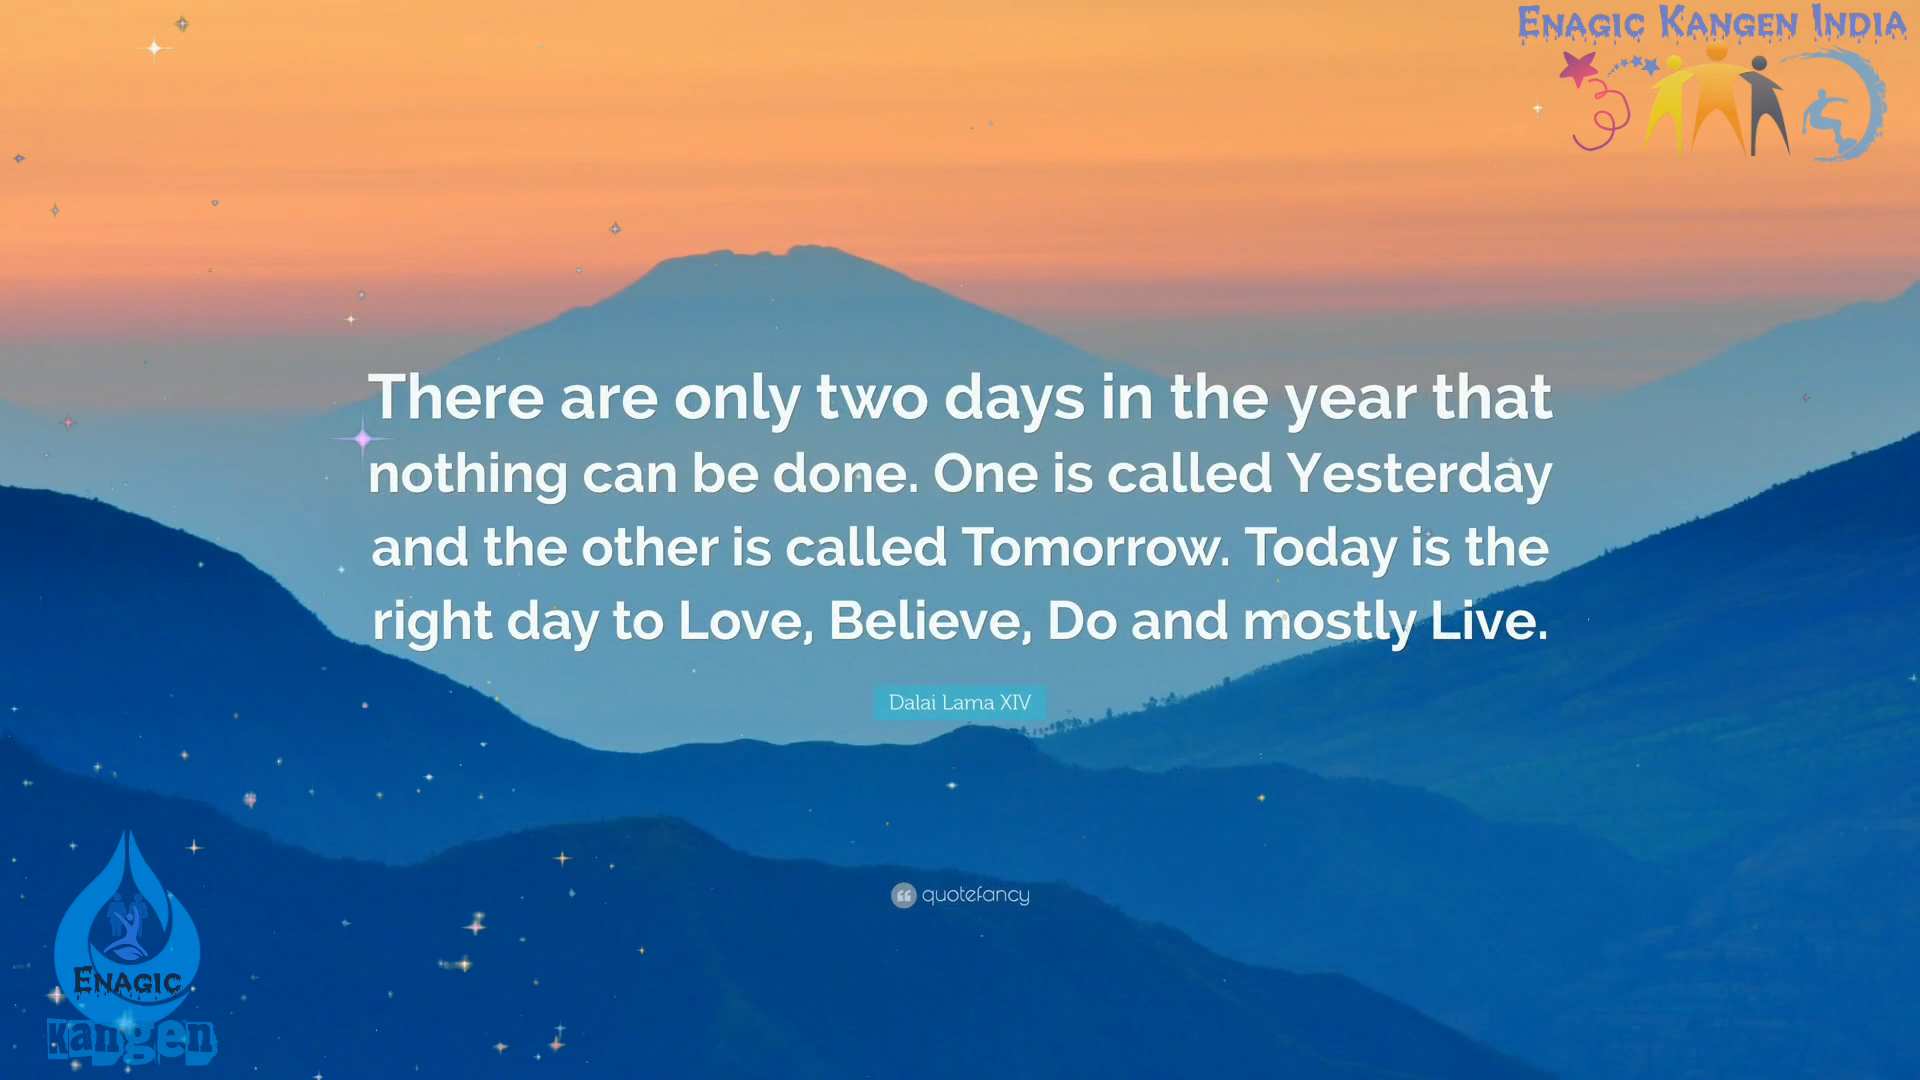 Enagic Kangen India
There are only two days in the year that
nothing can be done. One is called Yesterday
and the other is called Tomorrow. Today is the
right day to Love, Believe, Do and mostly Live.
Dalai Lama XIV
quotefancy
Enagic
kangen